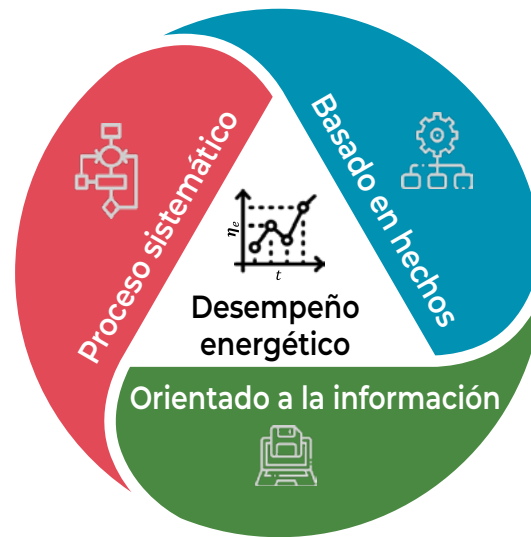 Proceso sistemático
Basado en hechos
ηe
t
Desempeño
energético
Orientado a la información